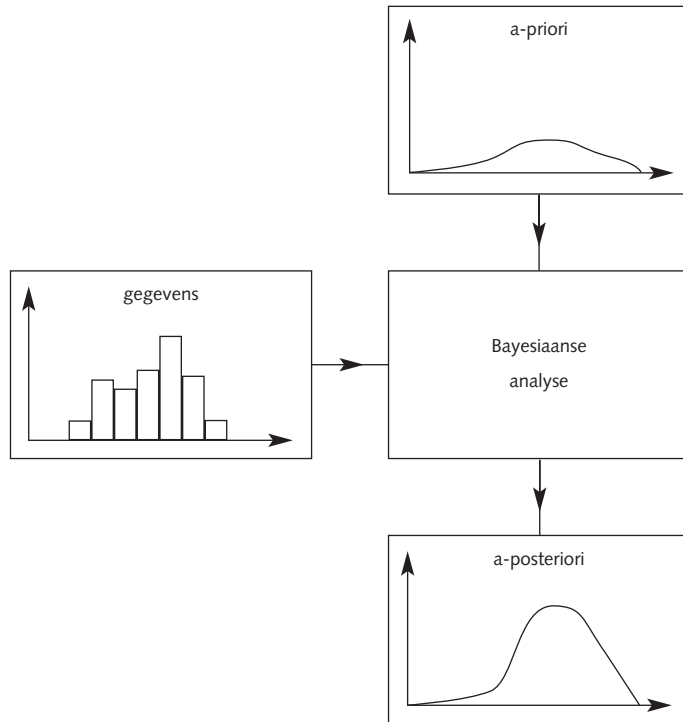 a-priori
gegevens
Bayesiaanse
analyse
a-posteriori